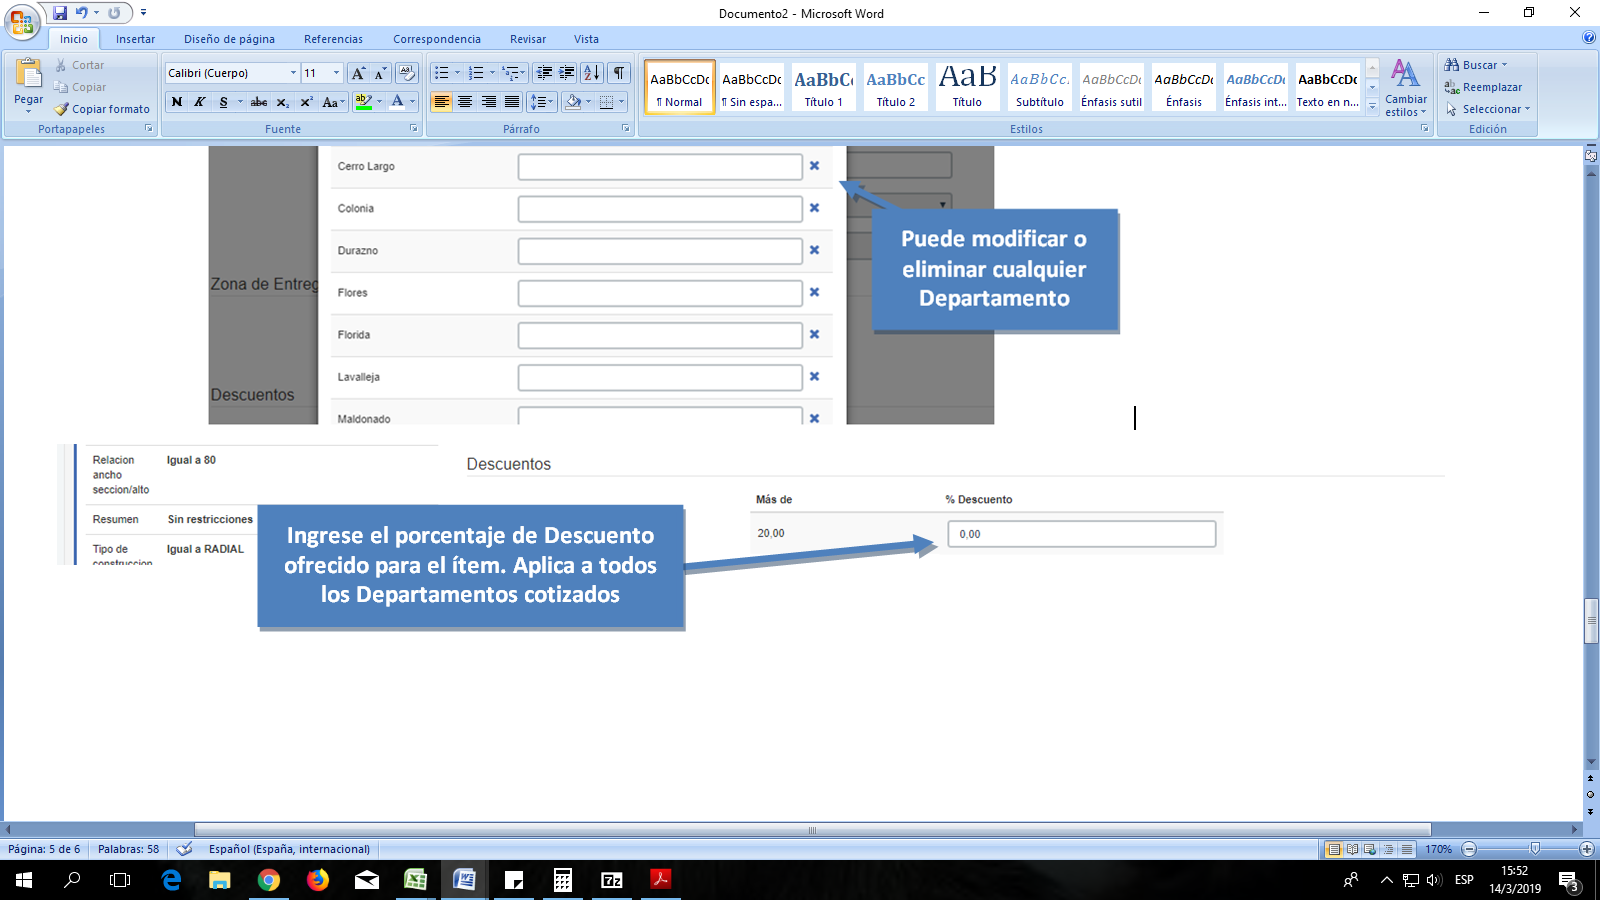 Documento2 - Microsoft Word
Inicio
Insertar
Diseño de página
Referencias
Correspondencia
Revisar
Vista
Pegar
Cortar
Copiar
Copiar formato
Portapapeles
Calibri (Cuerpo)
11
N K S abc x₂ x² Aa
Fuente
Párrafo
AaBbCcDc
¶ Normal
AaBbCcDc
¶ Sin espa...
AaBbC
Título 1
AaBbCc
Título 2
AaB
Título
AaBbCc.
Subtítulo
AaBbCcDc
Énfasis sutil
AaBbCcDc
Énfasis
AaBbCcDc
Énfasis int...
AaBbCcDc
Texto en n...
Cambiar
estilos
Estilos
Buscar
Reemplazar
Seleccionar
Edición
Cerro Largo
Colonia
Durazno
Flores
Florida
Lavalleja
Maldonado
Zona de Entreg
Descuentos
Puede modificar o
eliminar cualquier
Departamento
Relacion
ancho
seccion/alto
Igual a 80
Resumen
Sin restricciones
Tipo de
construccion
Igual a RADIAL
Descuentos
Más de
% Descuento
20,00
0,00
Ingrese el porcentaje de Descuento
ofrecido para el ítem. Aplica a todos
los Departamentos cotizados
Página: 5 de 6
Palabras: 58
Español (España, internacional)
170%
ESP
15:52
14/3/2019
3